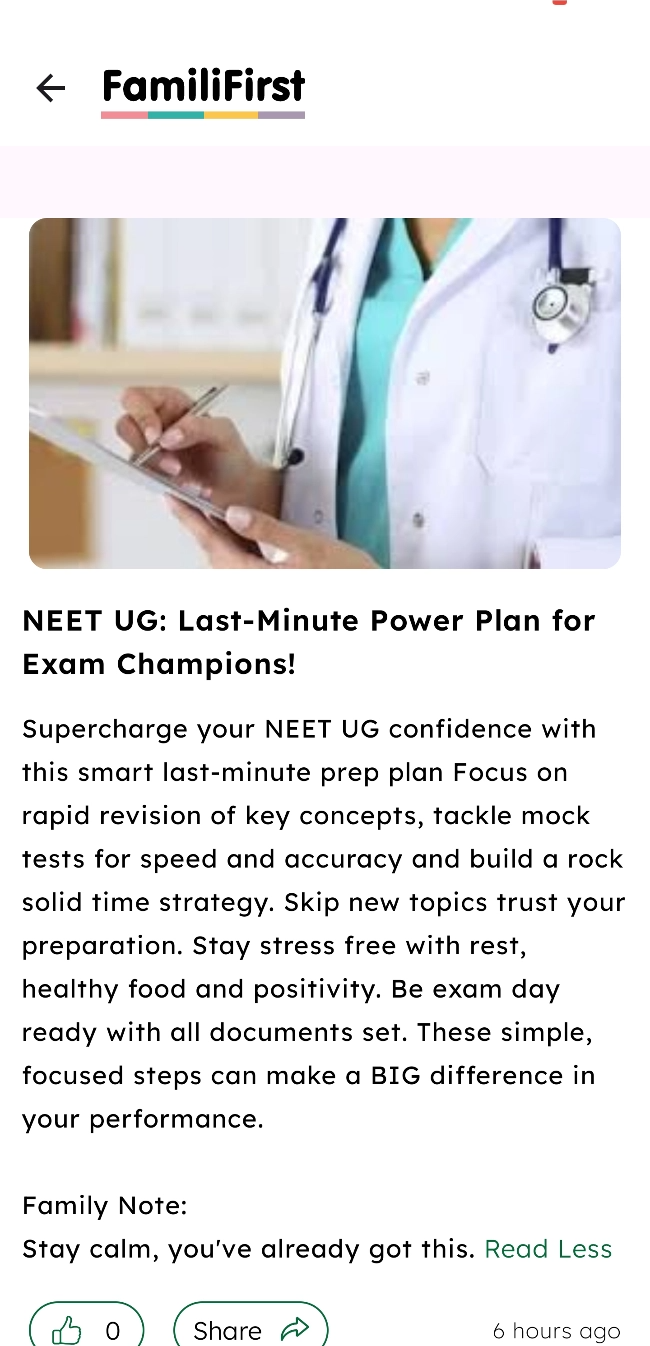 FamiliFirst
NEET UG: Last-Minute Power Plan for
Exam Champions!
Supercharge your NEET UG confidence with
this smart last-minute prep plan Focus on
rapid revision of key concepts, tackle mock
tests for speed and accuracy and build a rock
solid time strategy. Skip new topics trust your
preparation. Stay stress free with rest,
healthy food and positivity. Be exam day
ready with all documents set. These simple,
focused steps can make a BIG difference in
your performance.
Family Note:
Stay calm, you've already got this. Read Less
0 Share 6 hours ago